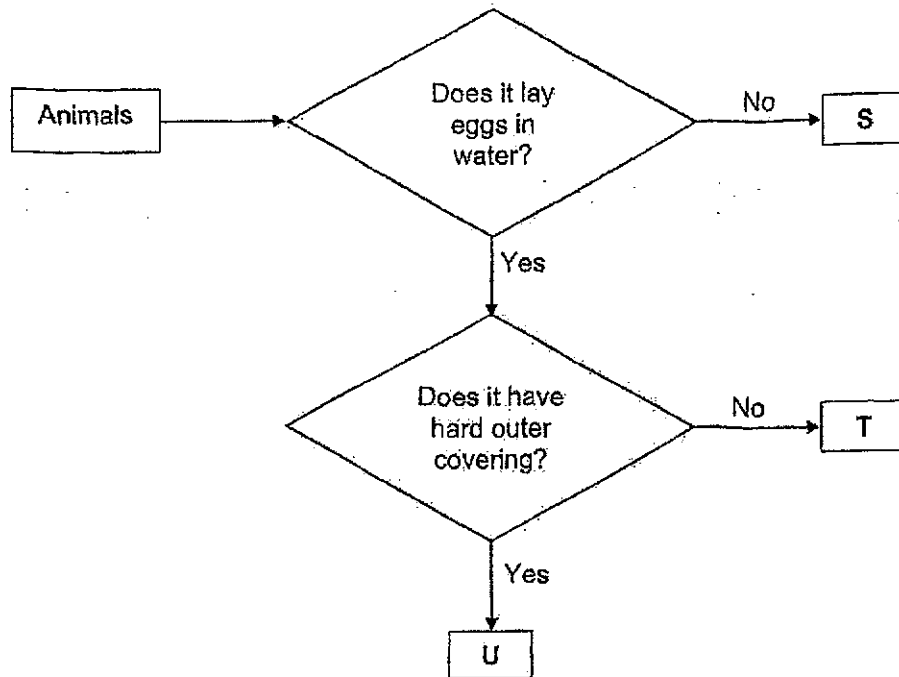 Animals
Does it lay
eggs in
water?
No
S
Yes
Does it have
hard outer
covering?
No
T
Yes
U